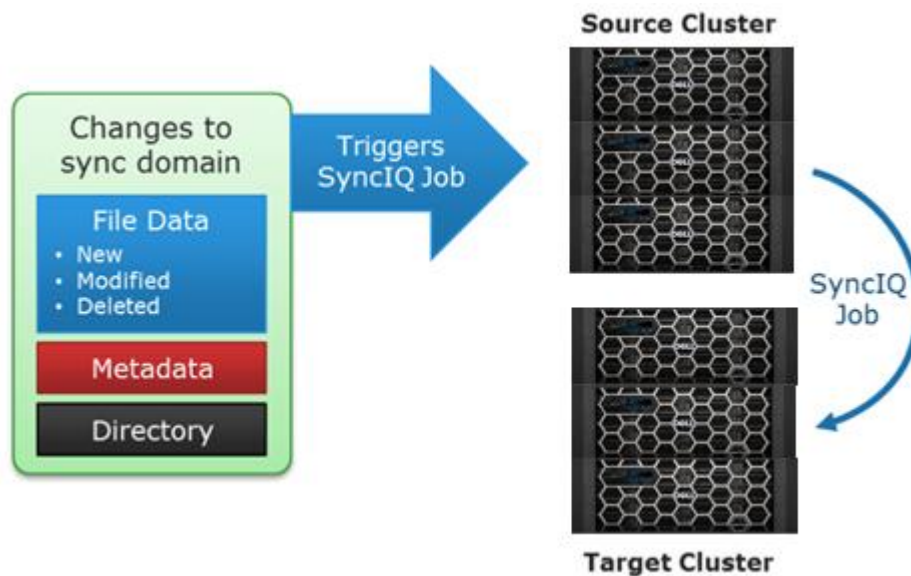 Source Cluster
Changes to
sync domain
File Data
• New
• Modified
• Deleted
Metadata
Directory
Triggers
SyncIQ Job
SyncIQ
Job
Target Cluster